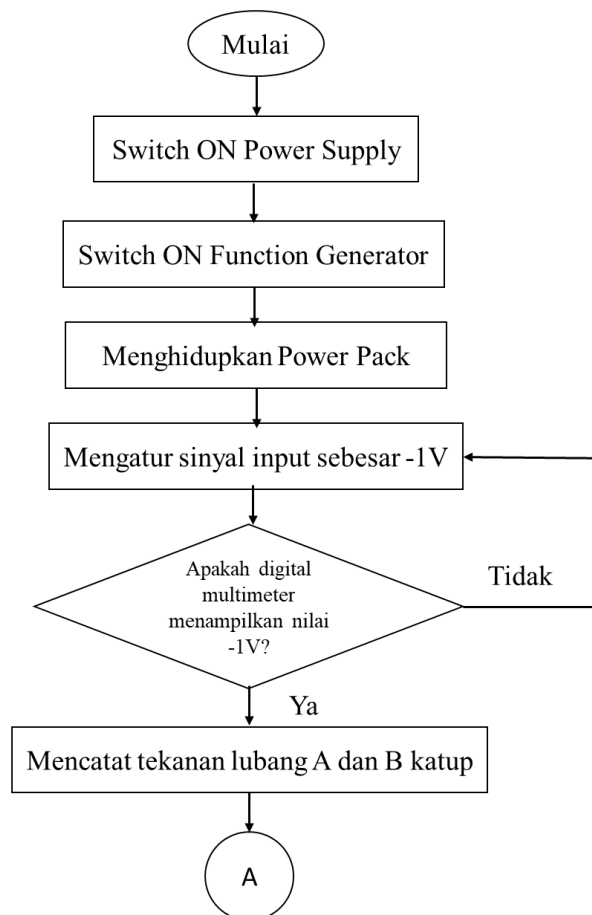 Mulai
Switch ON Power Supply
Switch ON Function Generator
Menghidupkan Power Pack
Mengatur sinyal input sebesar -1V
Apakah digital
multimeter
menampilkan nilai
-1V?
Tidak
Ya
Mencatat tekanan lubang A dan B katup
A